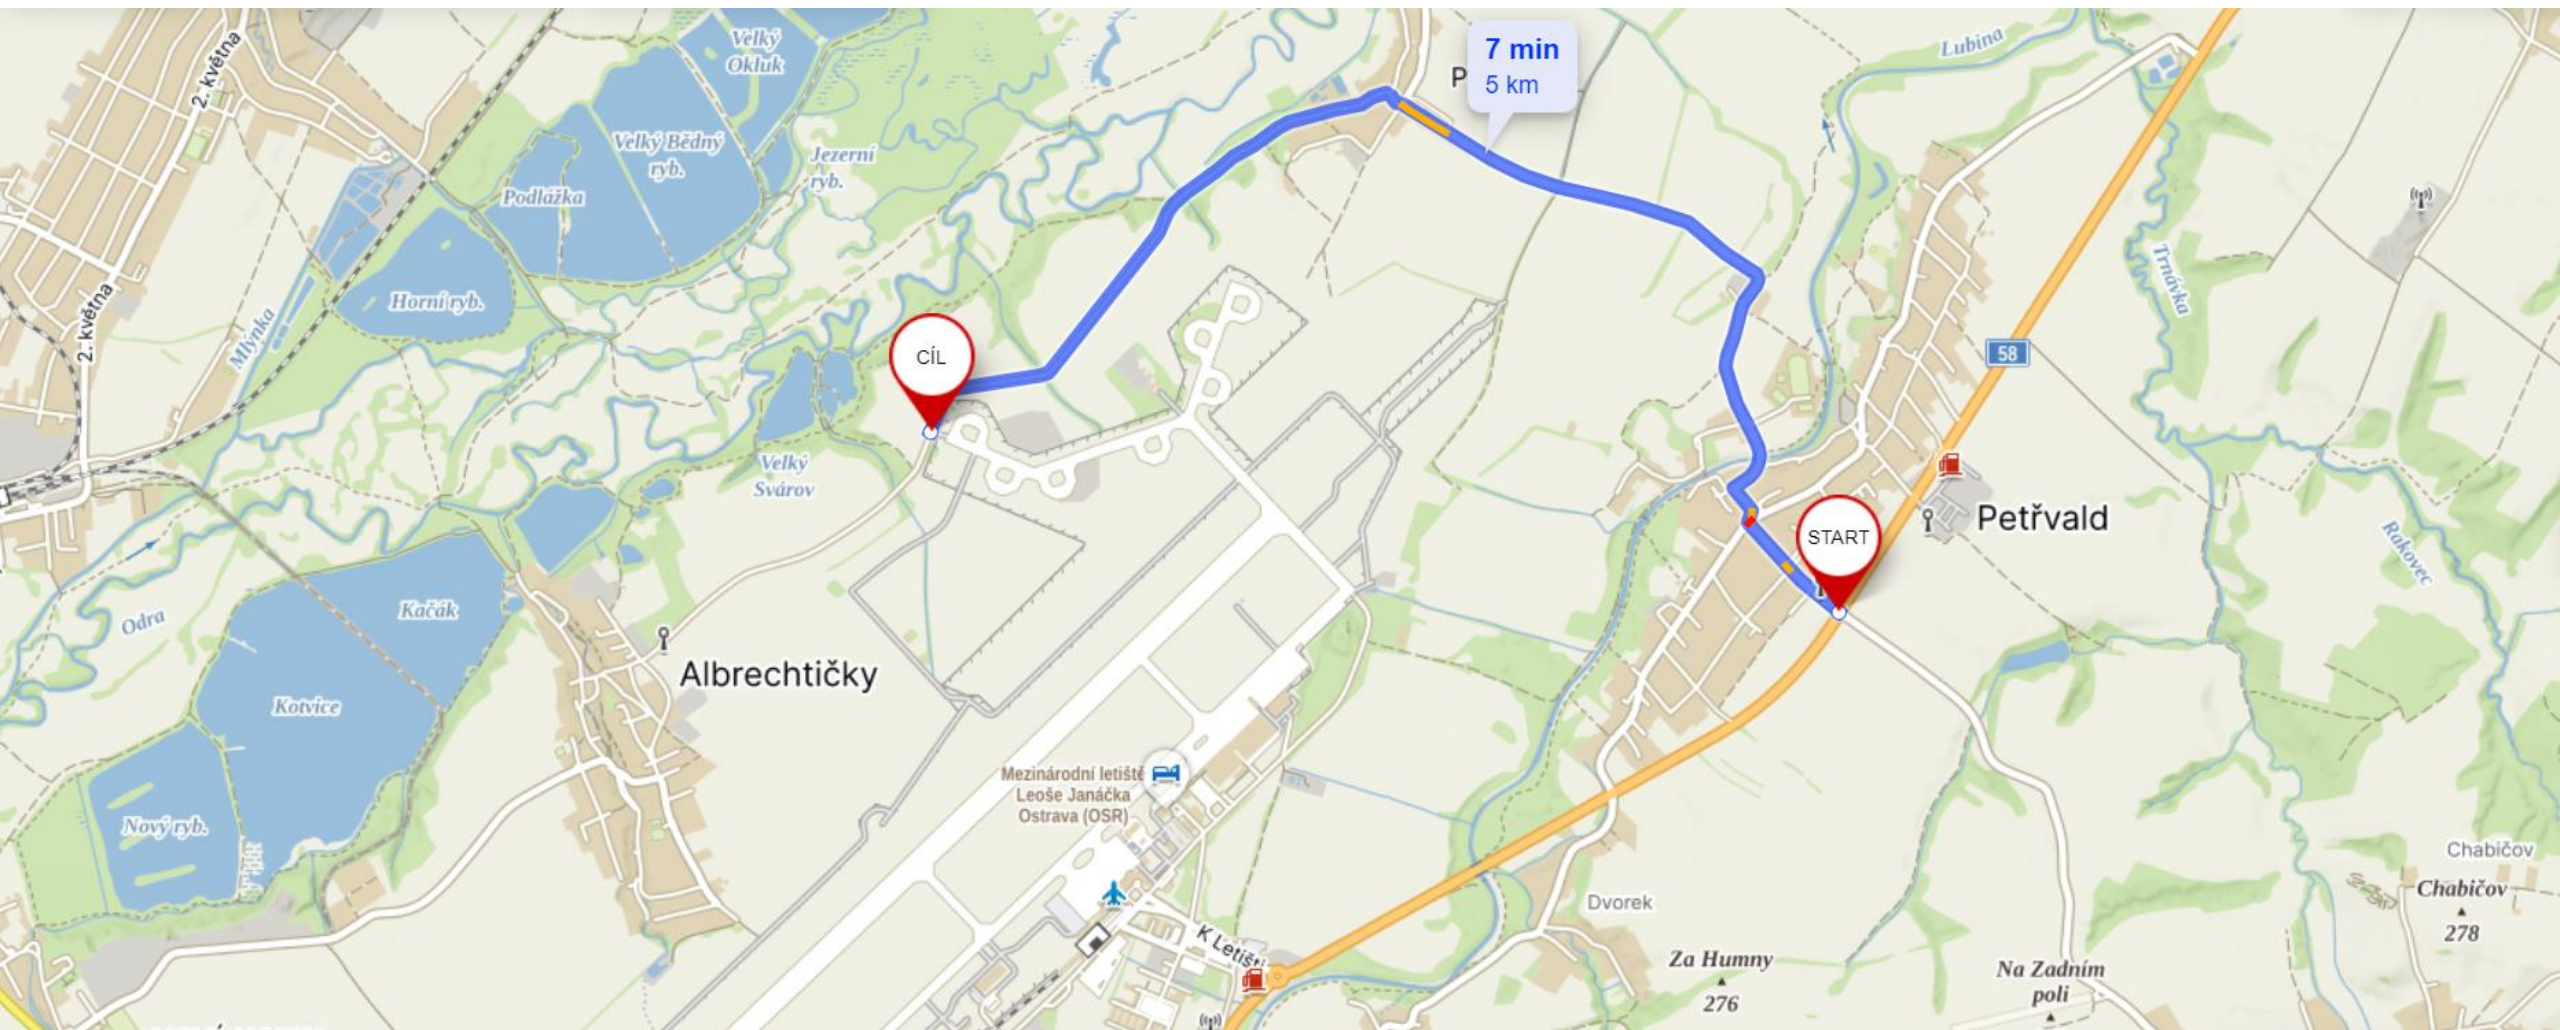 2. května
Velký
Okluk
Lubina
7 min
5 km
P
Velký Bědný
ryb.
Jezerní
ryb.
Podlážka
Trnávka
Horní ryb.
2. května
Mlýnka
CÍL
58
Velký
Svárov
Petřvald
START
Rakovec
Kačák
Odra
Albrechtičky
Kotvice
Mezinárodní letiště
Leoše Janáčka
Ostrava (OSR)
Nový ryb.
Chabičov
Chabičov
278
Dvorek
K Letišti
Za Humny
276
Na Zadním
poli